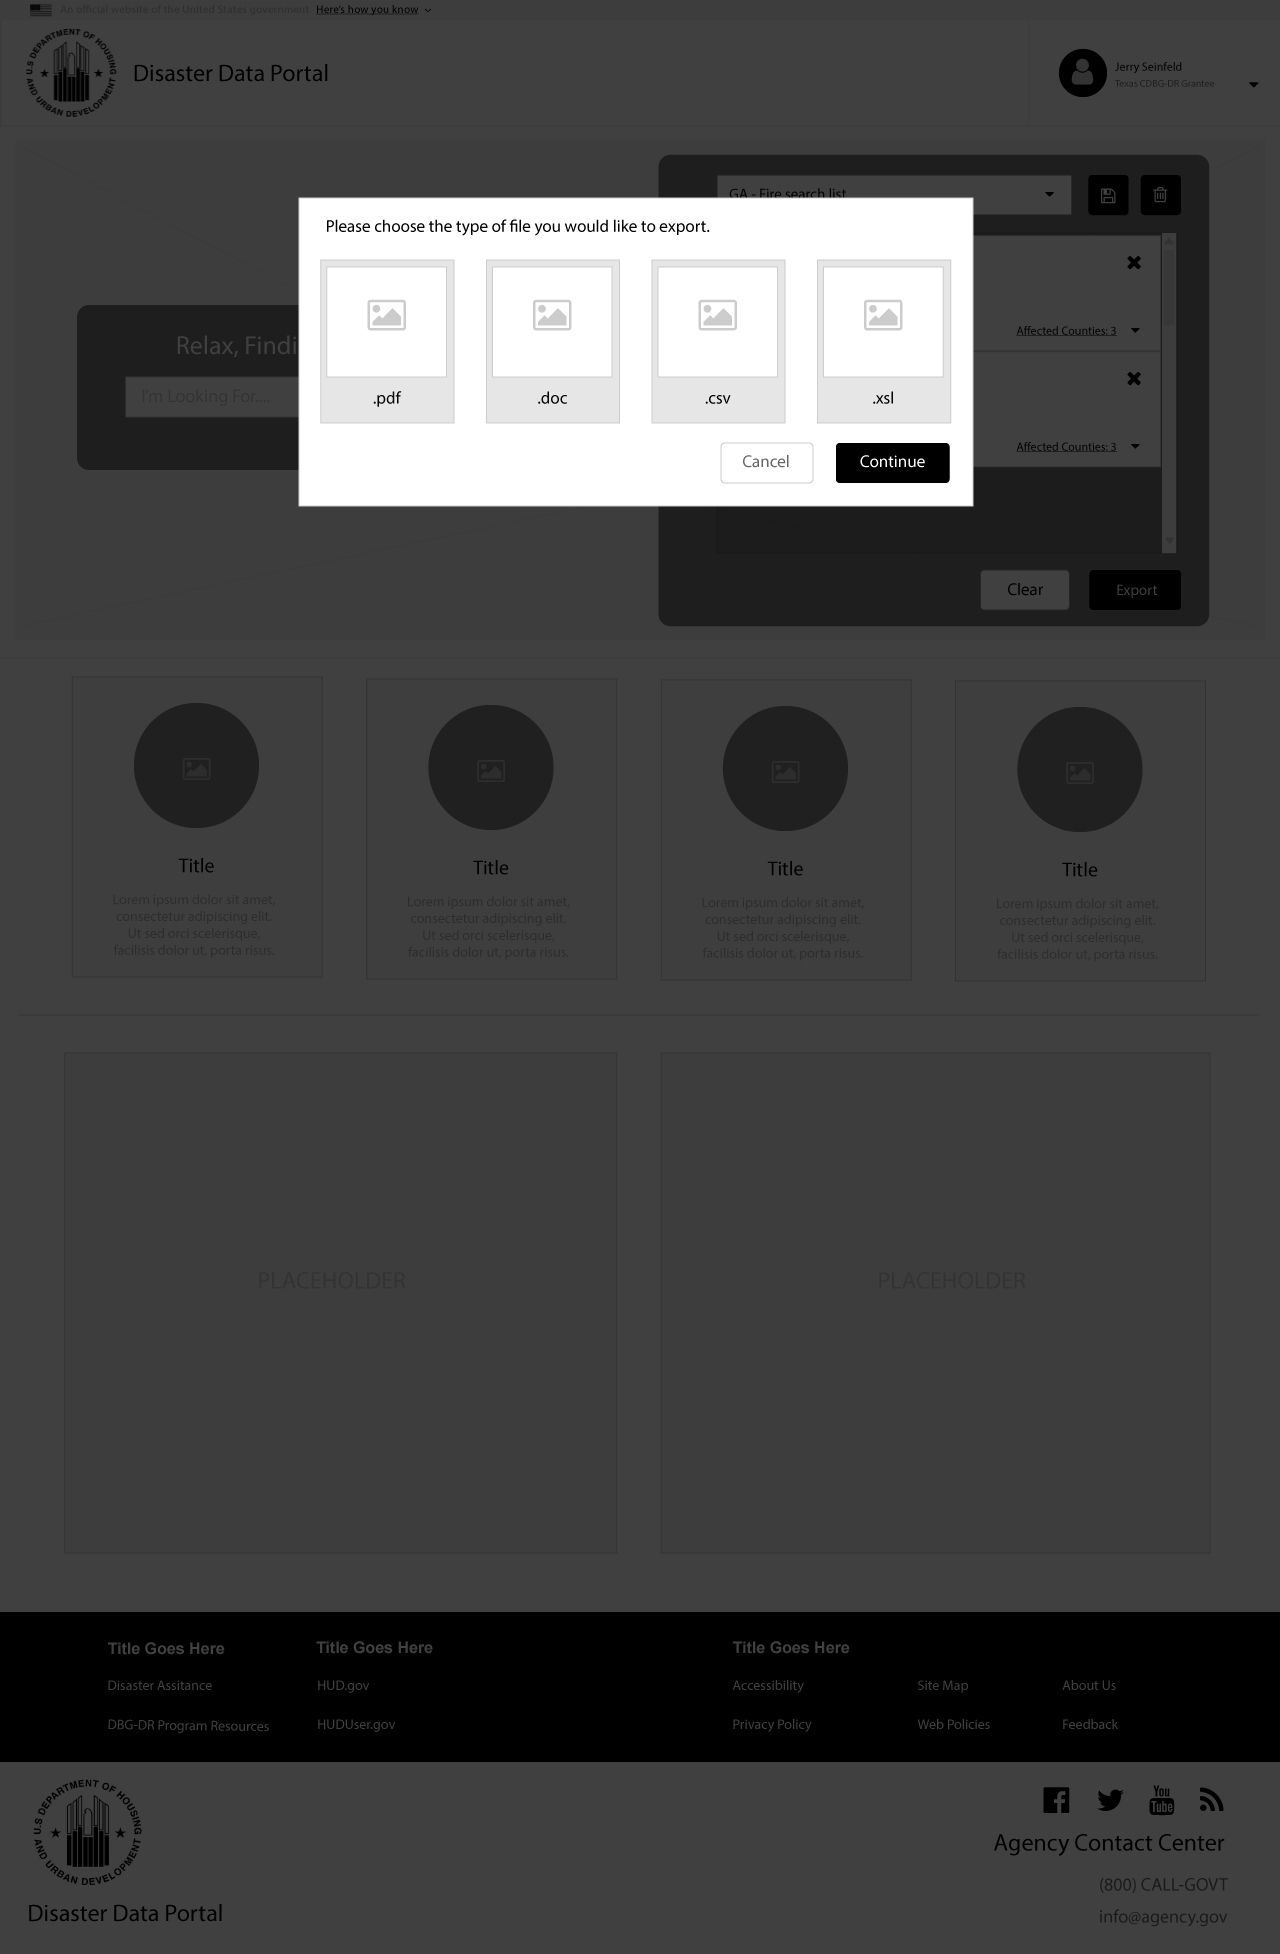 An official website of the United States government Here's how you know
U.S DEPARTMENT OF HOUSING AND URBAN DEVELOPMENT
Disaster Data Portal
Jerry Seinfeld
Texas CDBG-DR Grantee
GA - Fire search list
Please choose the type of file you would like to export.
.pdf
.doc
.csv
.xsl
Cancel
Continue
Relax, Findi
I'm Looking For....
Affected Counties: 3
Affected Counties: 3
Clear
Export
Title
Lorem ipsum dolor sit amet,
consectetur adipiscing elit.
Ut sed orci scelerisque,
facilisis dolor ut, porta risus.
Title
Lorem ipsum dolor sit amet,
consectetur adipiscing elit.
Ut sed orci scelerisque,
facilisis dolor ut, porta risus.
Title
Lorem ipsum dolor sit amet,
consectetur adipiscing elit.
Ut sed orci scelerisque,
facilisis dolor ut, porta risus.
Title
Lorem ipsum dolor sit amet,
consectetur adipiscing elit.
Ut sed orci scelerisque,
facilisis dolor ut, porta risus.
PLACEHOLDER
PLACEHOLDER
Title Goes Here
Disaster Assitance
DBG-DR Program Resources
Title Goes Here
HUD.gov
HUDUser.gov
Title Goes Here
Accessibility
Site Map
About Us
Privacy Policy
Web Policies
Feedback
U.S DEPARTMENT OF HOUSING AND URBAN DEVELOPMENT
Disaster Data Portal
You
Tube
Agency Contact Center
(800) CALL-GOVT
info@agency.gov